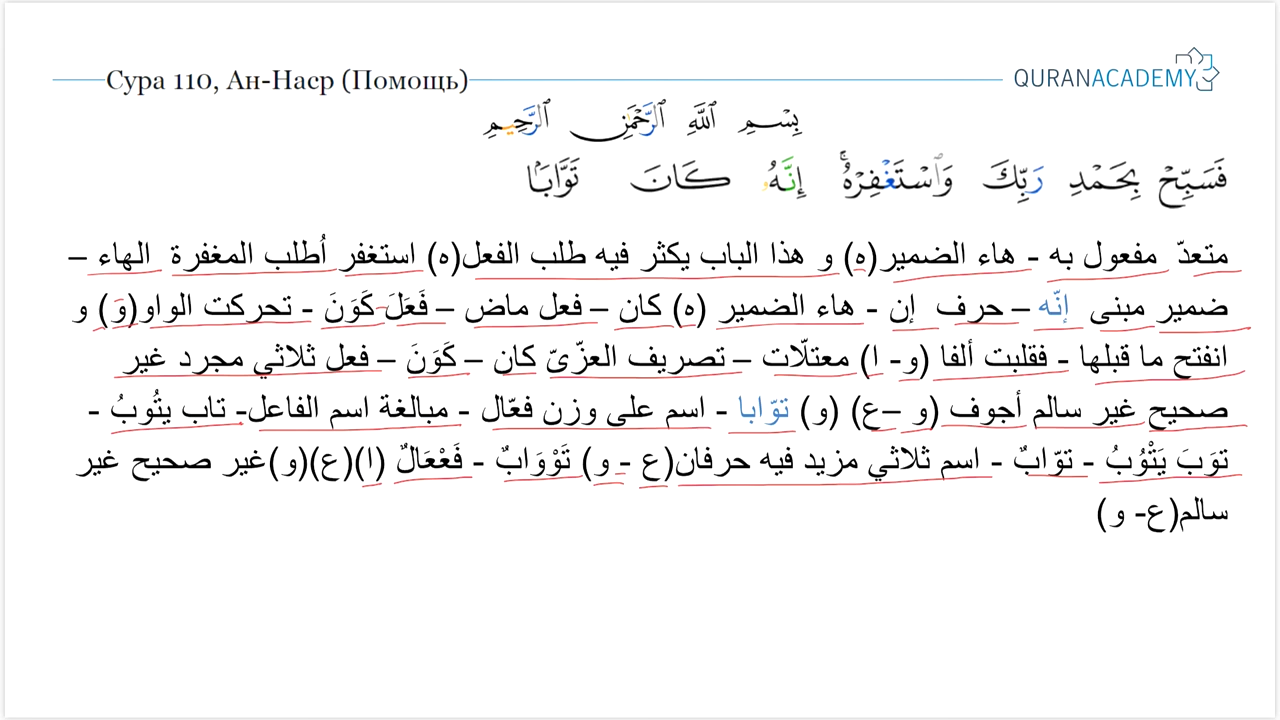 Сура 110, Ан-Наср (Помощь)
QURANACADEMY
بِسْمِ ٱللَّهِ ٱلرَّحْمَٰنِ ٱلرَّحِيمِ
فَسَبِّحْ بِحَمْدِ رَبِّكَ وَٱسْتَغْفِرْهُ ۚ إِنَّهُۥ كَانَ تَوَّابًۢا
متعدّ مفعول به - هاء الضمير(ه) و هذا الباب يكثر فيه طلب الفعل(ه) استغفر اُطلب المغفرة الهاء –
ضمير مبنى إنّه – حرف إن - هاء الضمير (ه) كان – فعل ماض – فَعَلَ كَوَنَ - تحركت الواو(وَ) و
انفتح ما قبلها - فقلبت ألفا (و- ا) معتلّات – تصريف العزّىّ كان – كَوَنَ – فعل ثلاثي مجرد غير
صحيح غير سالم أجوف (و –ع) (و) توّابا - اسم على وزن فعّال - مبالغة اسم الفاعل- تاب يتُوبُ -
توَبَ يَتْوُبُ - توّابٌ - اسم ثلاثي مزيد فيه حرفان(ع - و) تَوْوَابٌ - فَعْعَالٌ (ا)(ع)(و)غير صحيح غير
سالم(ع- و)